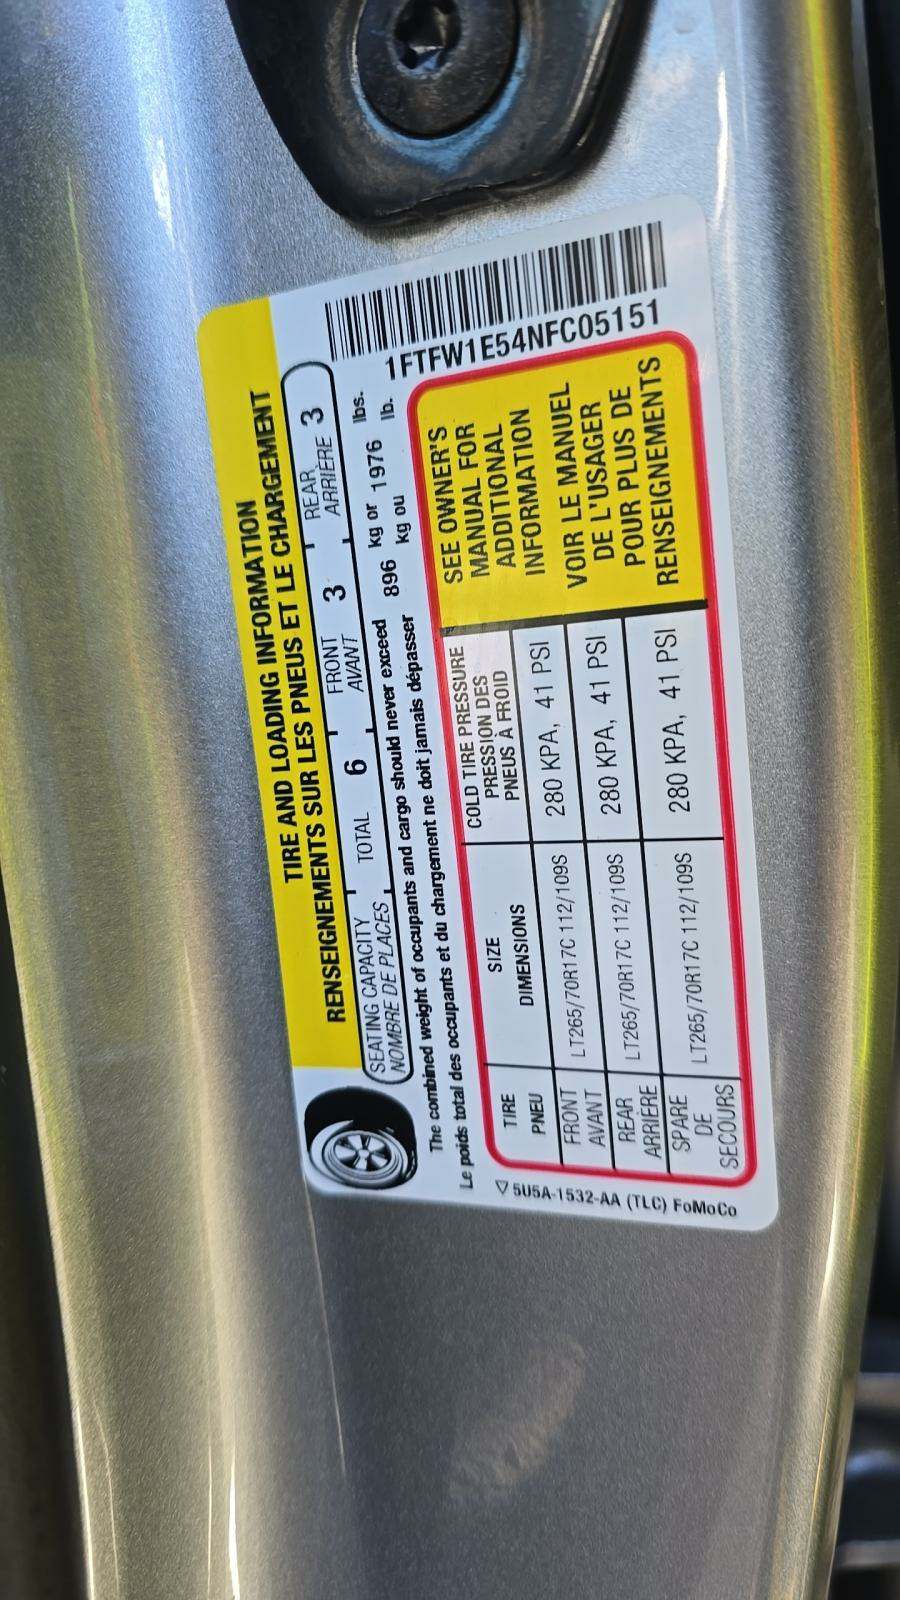 TIRE AND LOADING INFORMATION
RENSEIGNEMENTS SUR LES PNEUS ET LE CHARGEMENT
SEATING CAPACITY TOTAL 6 FRONT 3 REAR 3
NOMBRE DE PLACES AVANT ARRIÈRE
The combined weight of occupants and cargo should never exceed 896 kg or 1976 lbs.
Le poids total des occupants et du chargement ne doit jamais dépasser kg ou lb.
1FTFW1E54NFC05151
TIRE SIZE COLD TIRE PRESSURE
PNEU DIMENSIONS PRESSION DES
PNEUS À FROID
FRONT
AVANT LT265/70R17C 112/109S 280 KPA, 41 PSI
REAR
ARRIÈRE LT265/70R17C 112/109S 280 KPA, 41 PSI
SPARE
DE
SECOURS LT265/70R17C 112/109S 280 KPA, 41 PSI
SEE OWNER'S
MANUAL FOR
ADDITIONAL
INFORMATION
VOIR LE MANUEL
DE L'USAGER
POUR PLUS DE
RENSEIGNEMENTS
5U5A-1532-AA (TLC) FoMoCo